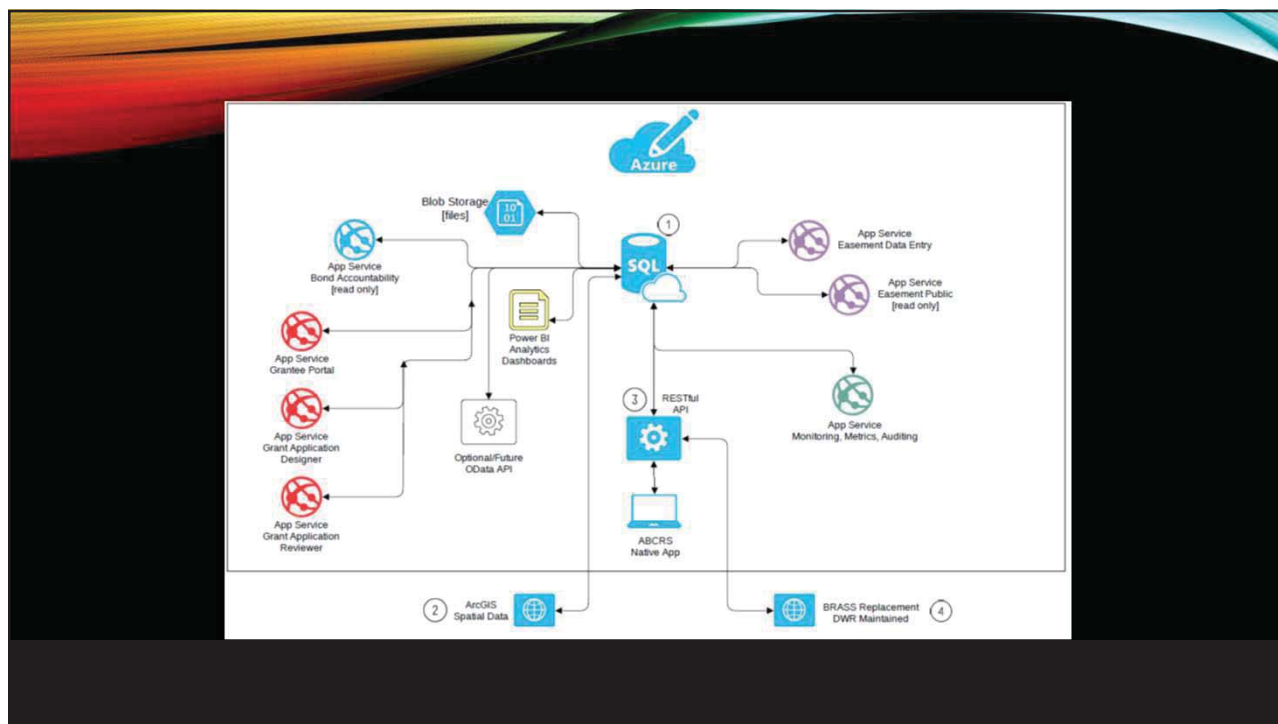 Azure
Blob Storage
[files]
10
01
1
SQL
App Service
Bond Accountability
[read only]
App Service
Easement Data Entry
App Service
Easement Public
[read only]
Power BI
Analytics
Dashboards
App Service
Grantee Portal
App Service
Grant Application
Designer
App Service
Grant Application
Reviewer
Optional/Future
OData API
3
RESTful
API
App Service
Monitoring, Metrics, Auditing
ABCRS
Native App
2
ArcGIS
Spatial Data
BRASS Replacement
DWR Maintained
4